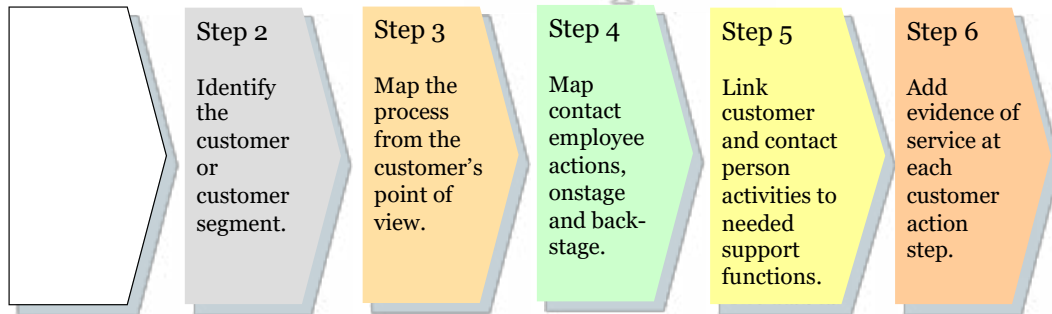 Step 2
Identify
the
customer
or
customer
segment.
Step 3
Map the
process
from the
customer's
point of
view.
Step 4
Map
contact
employee
actions,
onstage
and back-
stage.
Step 5
Link
customer
and contact
person
activities to
needed
support
functions.
Step 6
Add
evidence of
service at
each
customer
action
step.